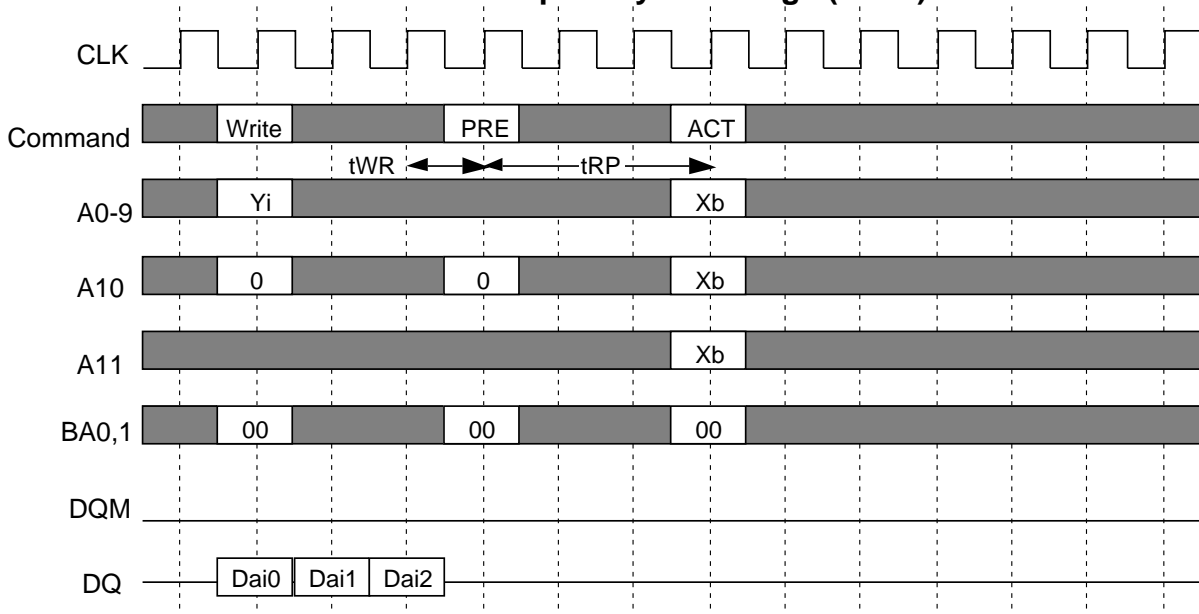 CLK
Command Write PRE ACT
tWR tRP
A0-9 Yi Xb
A10 0 0 Xb
A11 Xb
BA0,1 00 00 00
DQM
DQ Dai0 Dai1 Dai2